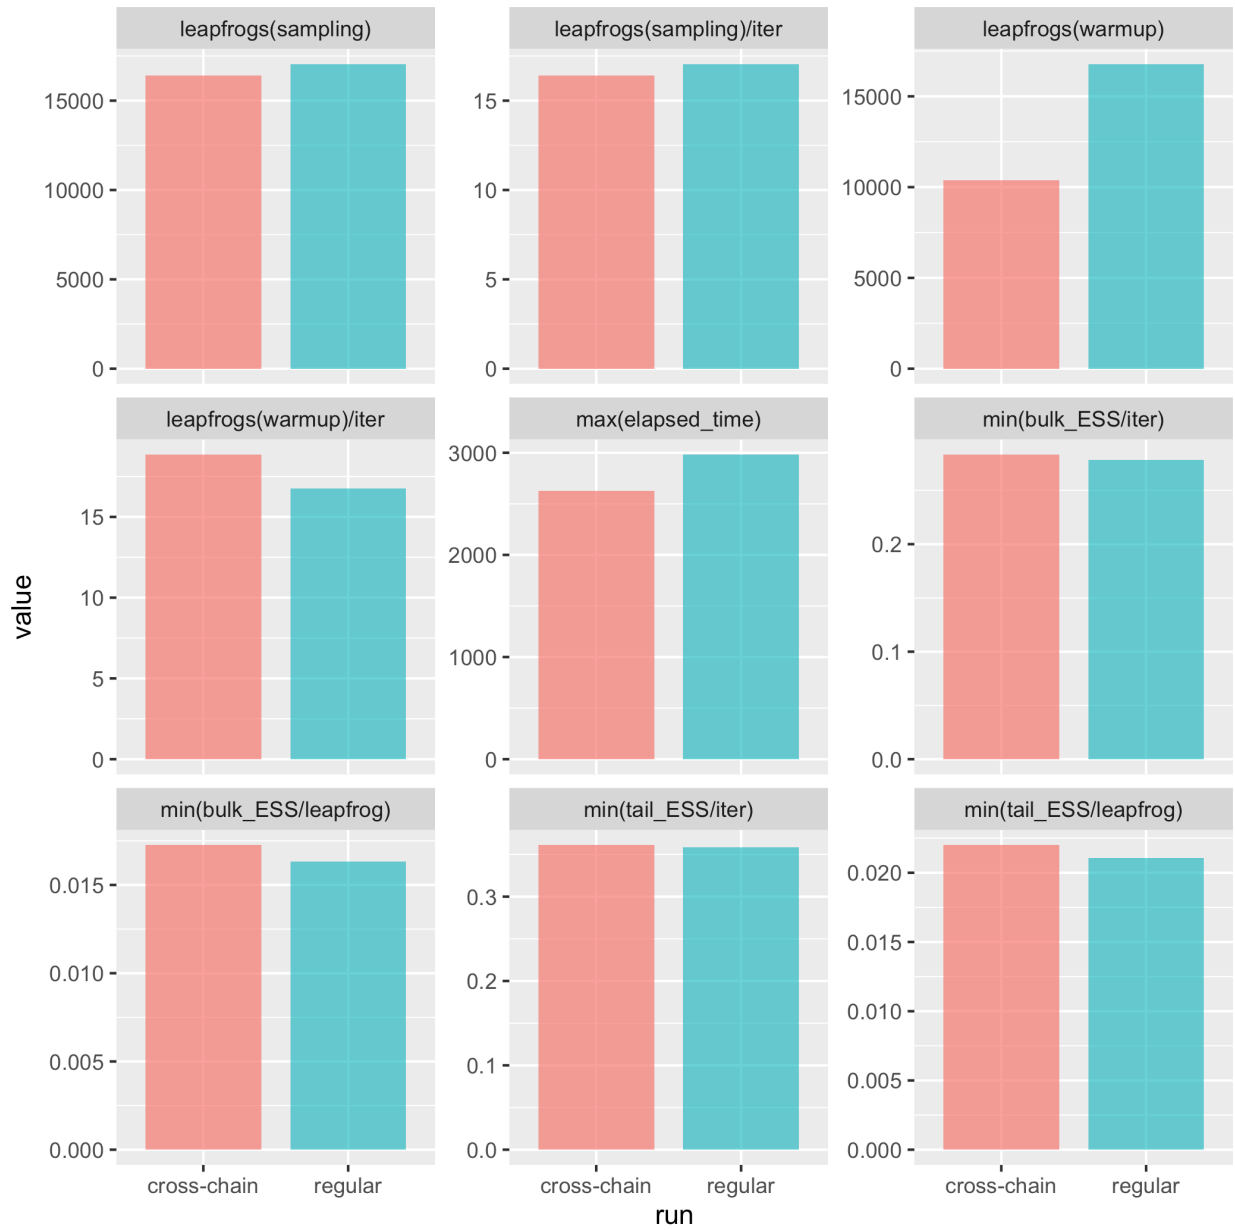 leapfrogs(sampling)
leapfrogs(sampling)/iter
leapfrogs(warmup)
15000
10000
5000
0
15
10
5
0
15000
10000
5000
0
leapfrogs(warmup)/iter
max(elapsed_time)
min(bulk_ESS/iter)
15
10
5
0
3000
2000
1000
0
0.2
0.1
0.0
min(bulk_ESS/leapfrog)
min(tail_ESS/iter)
min(tail_ESS/leapfrog)
0.015
0.010
0.005
0.000
0.3
0.2
0.1
0.0
0.020
0.015
0.010
0.005
0.000
cross-chain regular
cross-chain regular
cross-chain regular
value
run